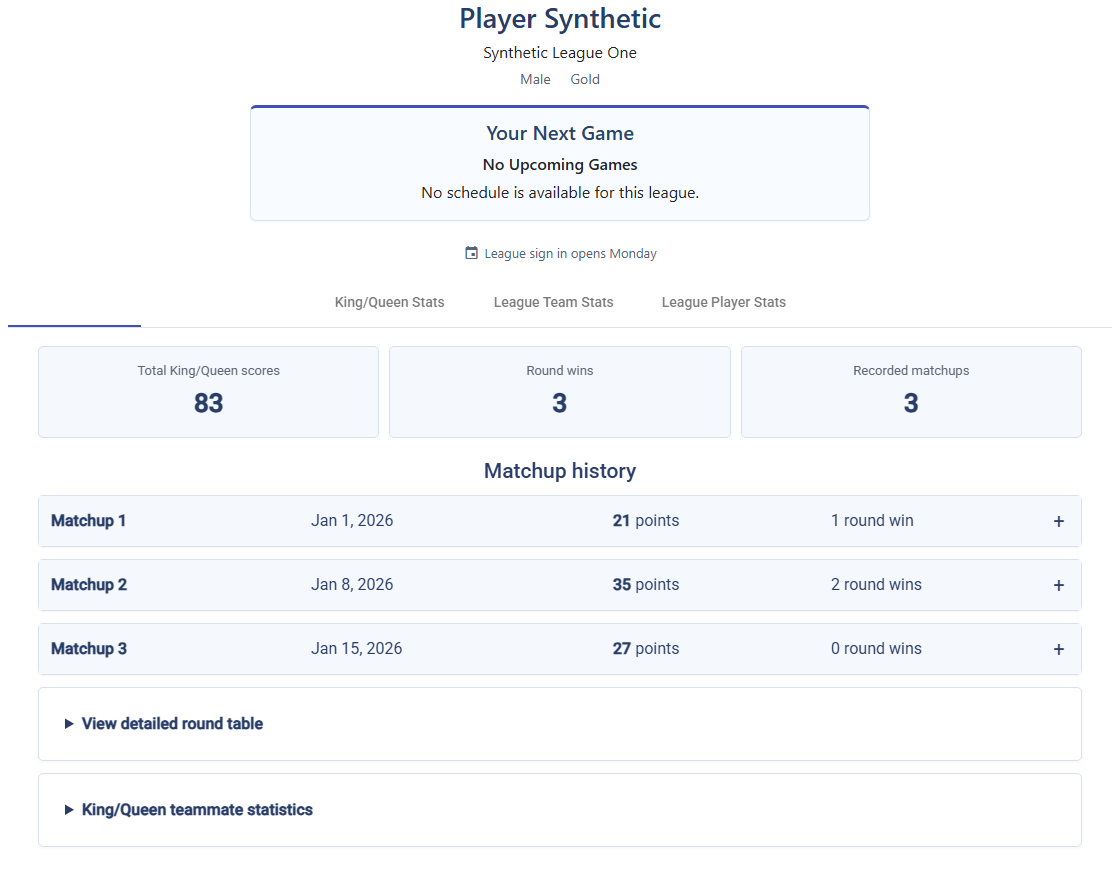 Player Synthetic
Synthetic League One
Male Gold
Your Next Game
No Upcoming Games
No schedule is available for this league.
League sign in opens Monday
King/Queen Stats League Team Stats League Player Stats
Total King/Queen scores Round wins Recorded matchups
83 3 3
Matchup history
Matchup 1 Jan 1, 2026 21 points 1 round win +
Matchup 2 Jan 8, 2026 35 points 2 round wins +
Matchup 3 Jan 15, 2026 27 points 0 round wins +
View detailed round table
King/Queen teammate statistics